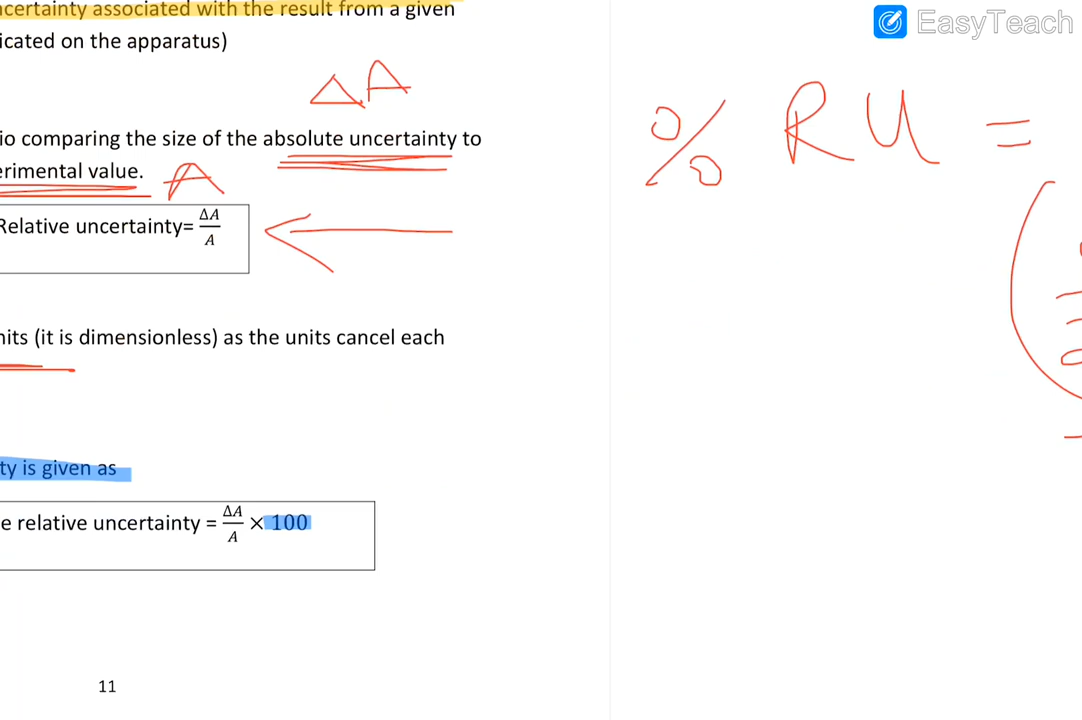 certainty associated with the result from a given
icated on the apparatus)
ΔA
io comparing the size of the absolute uncertainty to
erimental value. A
Relative uncertainty= ΔA/A
nits (it is dimensionless) as the units cancel each
ty is given as
e relative uncertainty = ΔA/A × 100
11
EasyTeach
% RU =
(